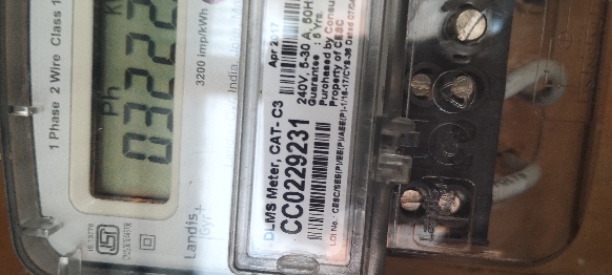 1 Phase 2 Wire Class 1
Ph
03222
3200 imp/kWh
Landis
Gyr+
DLMS Meter, CAT- C3
CC0229231
Apr 2017
240V, 5-30 A, 50H
Guarantee : 5 Yrs.
Purchased by Consu
Property of CESC